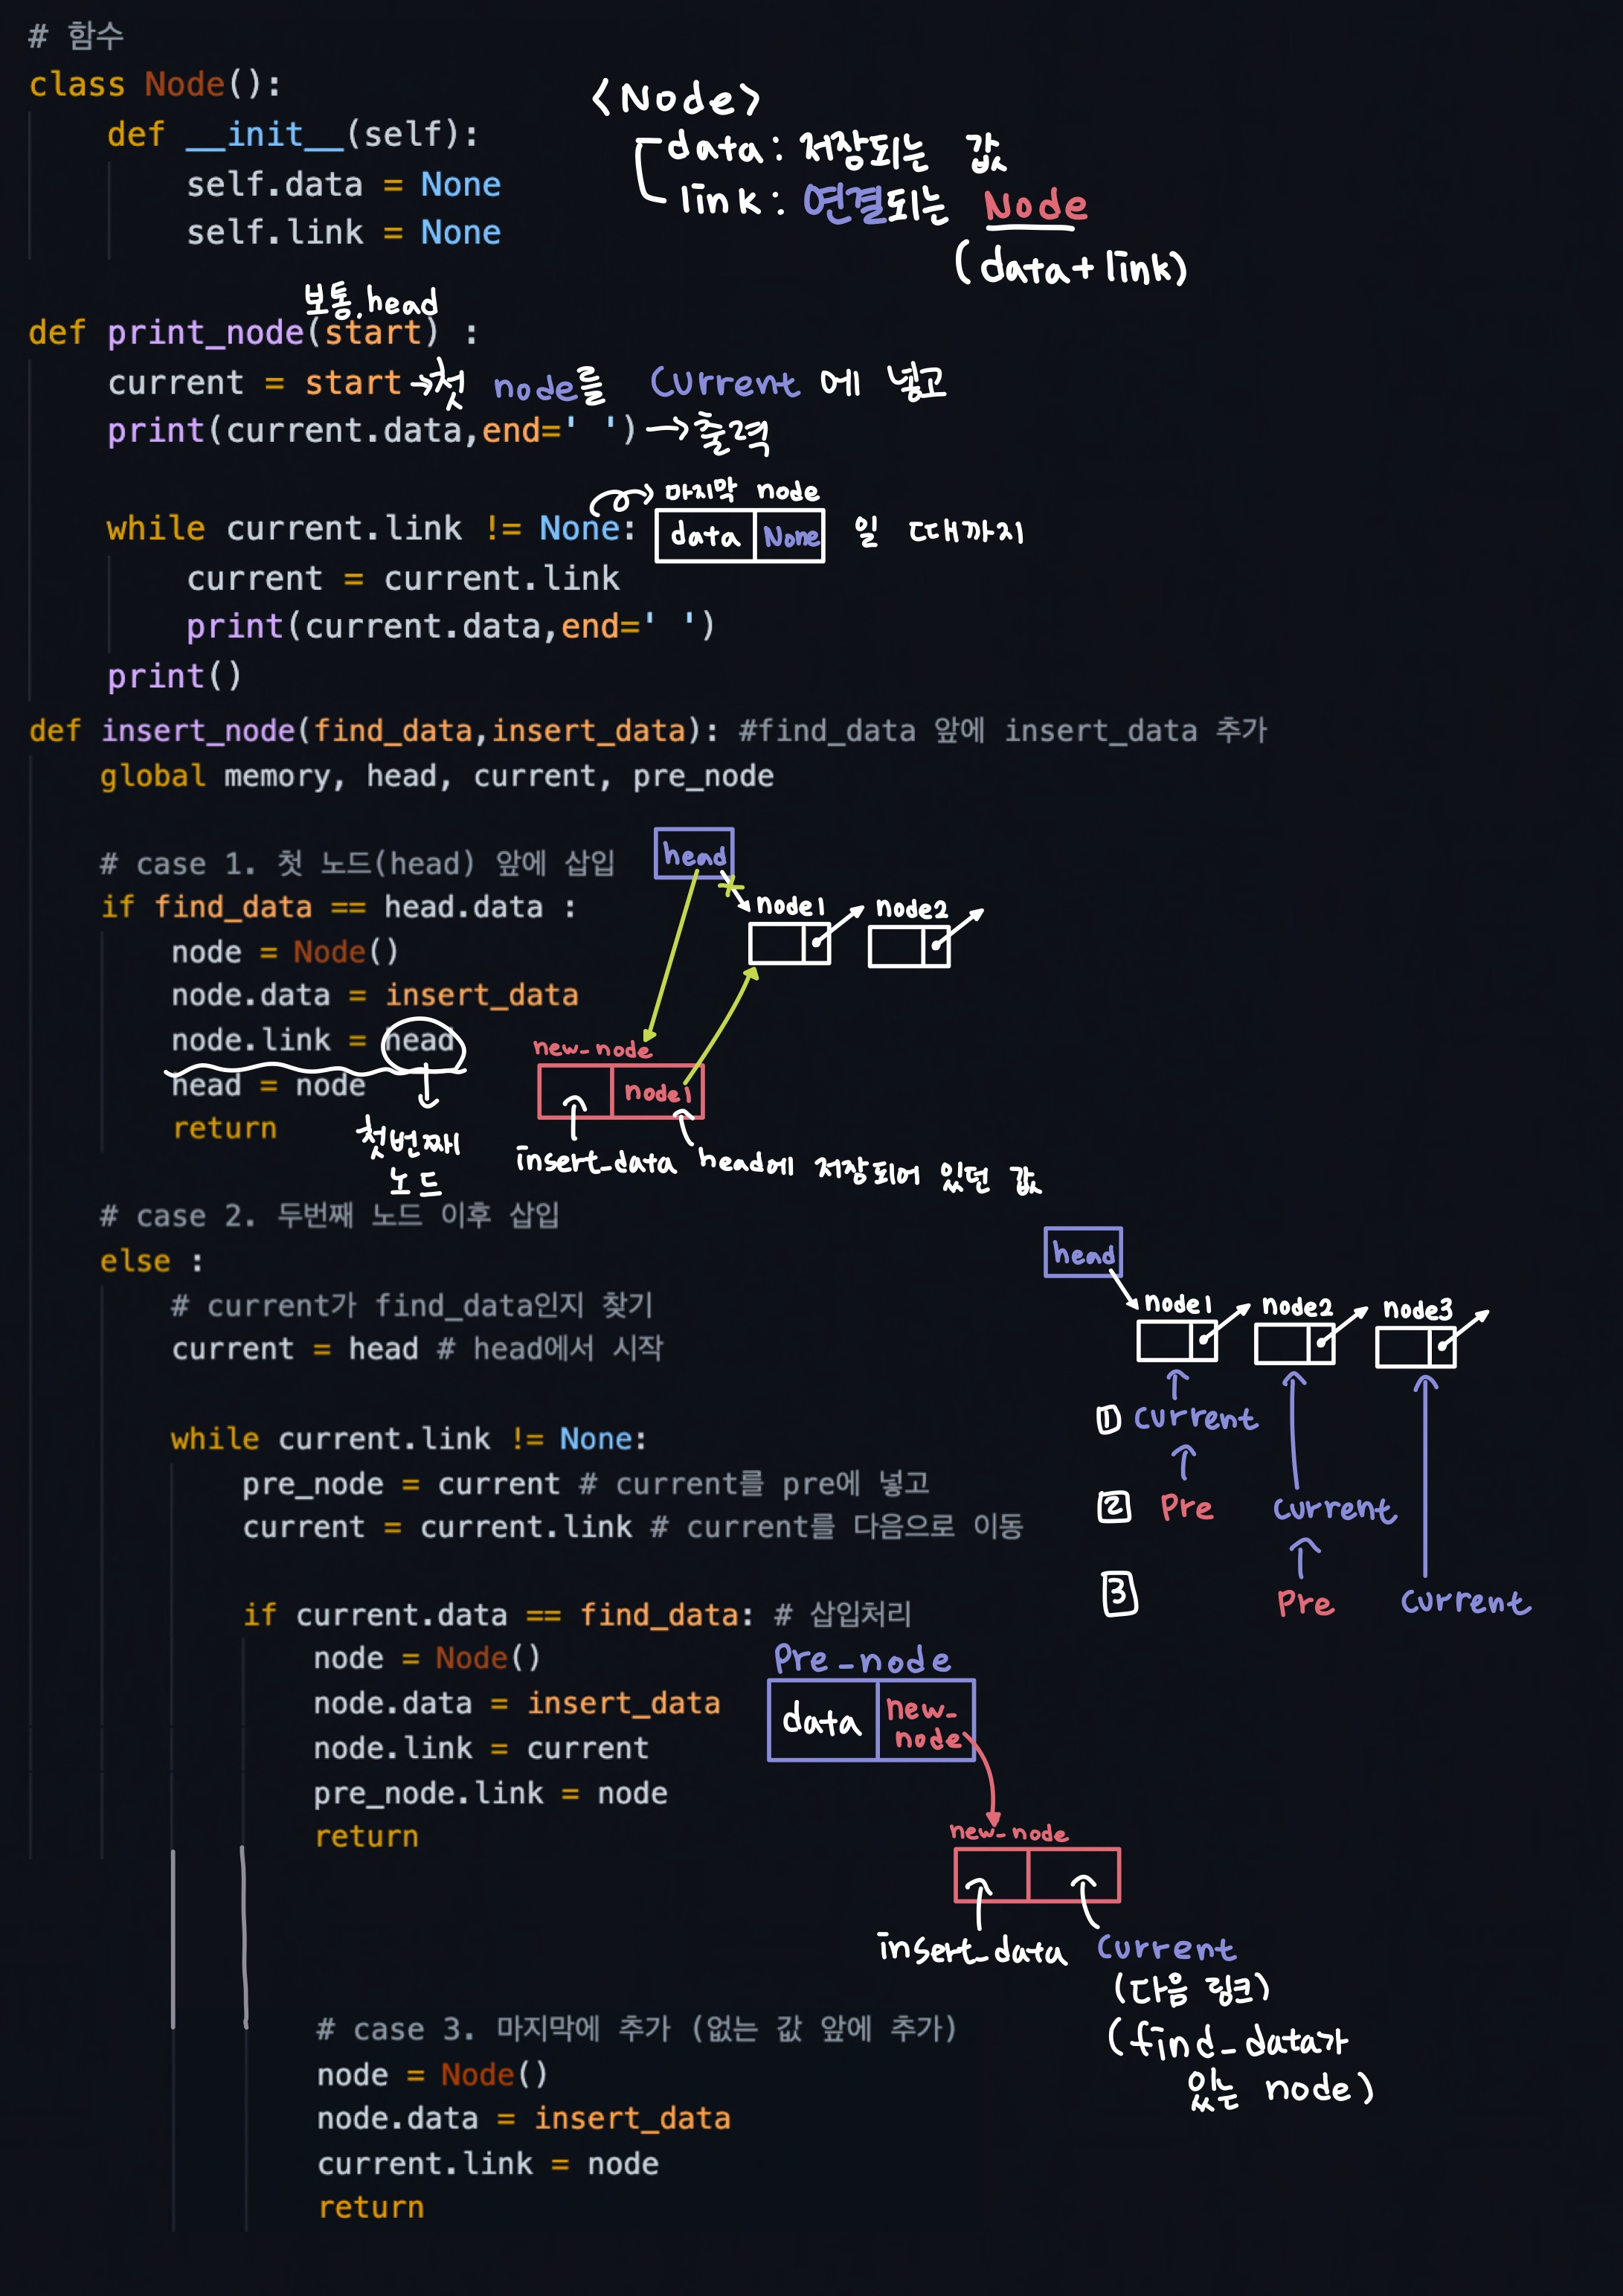 # 함수
class Node():
def __init__(self):
self.data = None
self.link = None
<Node>
data: 저장되는 값
link: 연결되는 Node
(data+link)
보통.head
def print_node(start) :
current = start →첫 node를 current에 넣고
print(current.data,end=' ') →출력
마지막 node
while current.link != None: data None 일 때까지
current = current.link
print(current.data,end=' ')
print()
def insert_node(find_data,insert_data): #find_data 앞에 insert_data 추가
global memory, head, current, pre_node
# case 1. 첫 노드(head) 앞에 삽입
head
if find_data == head.data :
node1 node2
node = Node()
node.data = insert_data
node.link = head
head = node
return
첫번째
노드
new_node
node1
insert_data head에 저장되어 있던 값
# case 2. 두번째 노드 이후 삽입
else :
# current가 find_data인지 찾기
current = head # head에서 시작
head
node1 node2 node3
1 current
2 Pre current
3 Pre current
while current.link != None:
pre_node = current # current를 pre에 넣고
current = current.link # current를 다음으로 이동
if current.data == find_data: # 삽입처리
node = Node()
node.data = insert_data
node.link = current
pre_node.link = node
return
Pre_node
data new_
node
new_node
insert_data current
(다음 링크)
(find_data가
있는 node)
# case 3. 마지막에 추가 (없는 값 앞에 추가)
node = Node()
node.data = insert_data
current.link = node
return